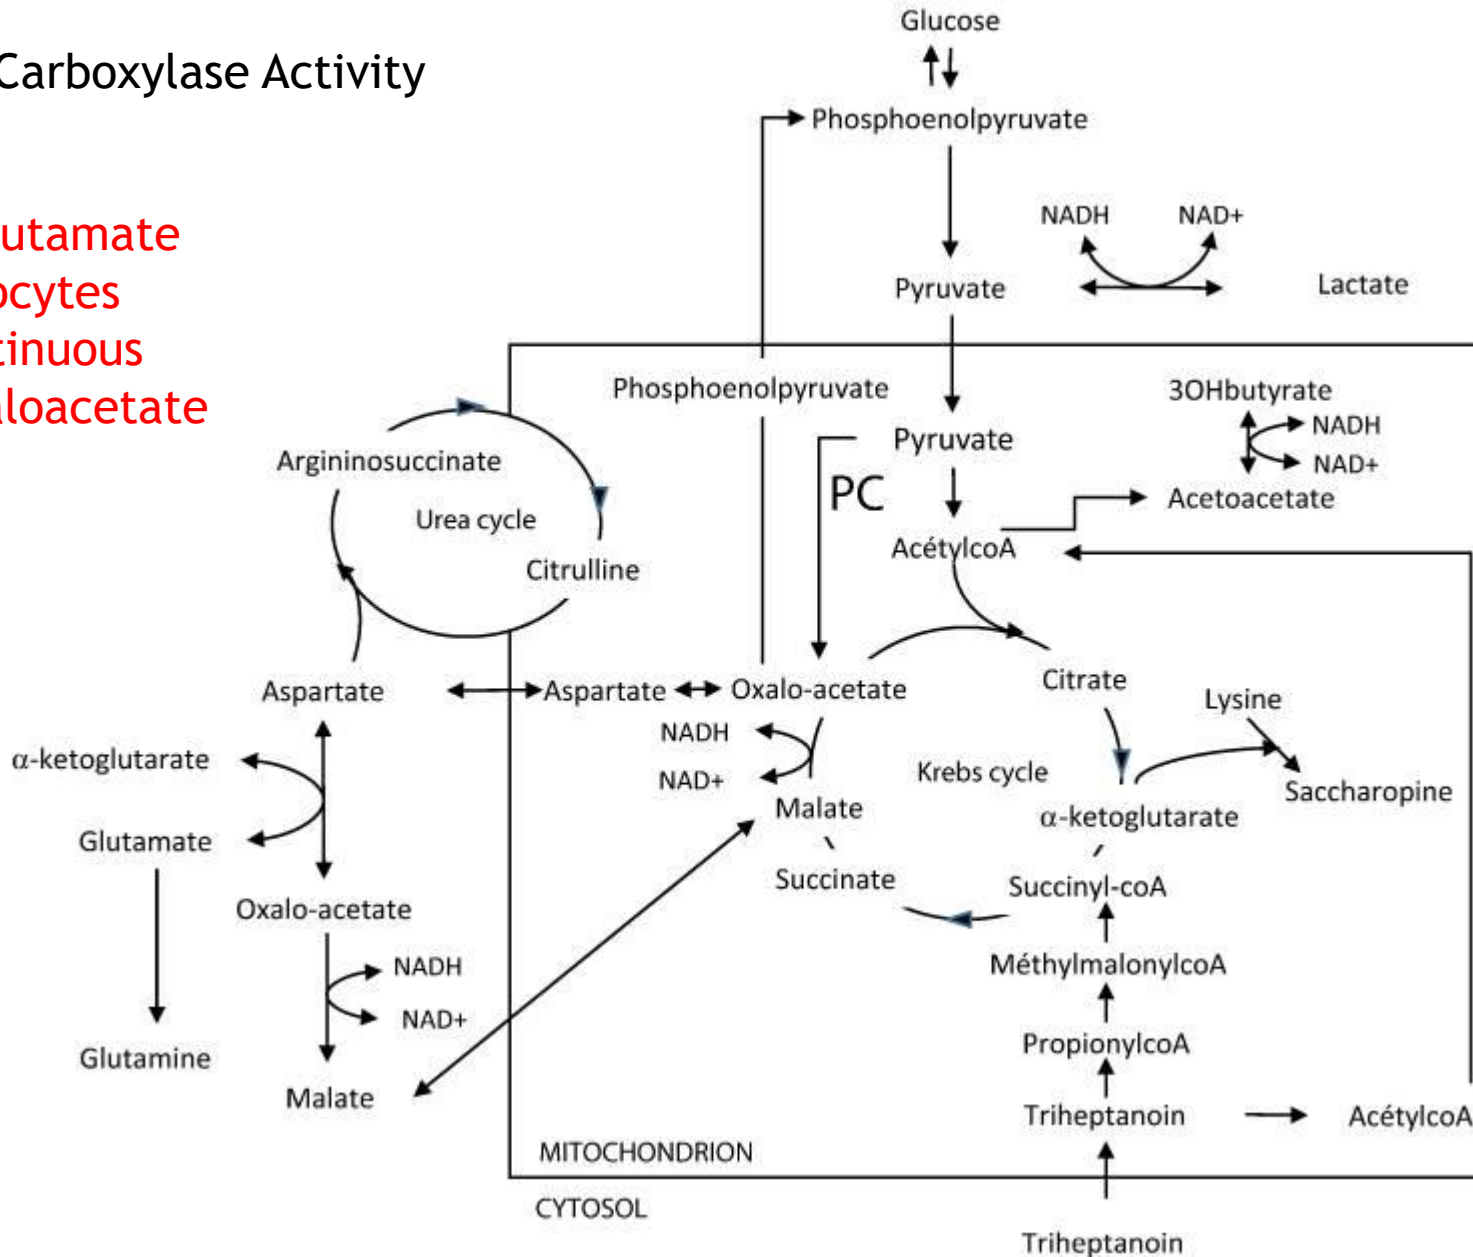 Glucose
Carboxylase Activity
Phosphoenolpyruvate
utamate
NADH NAD+
ocytes
Pyruvate Lactate
tinuous
Phosphoenolpyruvate 3OHbutyrate
aloacetate
NADH
Pyruvate
Argininosuccinate NAD+
PC Acetoacetate
Urea cycle
AcétylcoA
Citrulline
Aspartate Aspartate Oxalo-acetate Citrate
Lysine
NADH
α-ketoglutarate
Krebs cycle
NAD+
Saccharopine
Malate α-ketoglutarate
Glutamate
Succinate Succinyl-coA
Oxalo-acetate
NADH MéthylmalonylcoA
NAD+
Glutamine PropionylcoA
Malate
Triheptanoin AcétylcoA
MITOCHONDRION
CYTOSOL
Triheptanoin